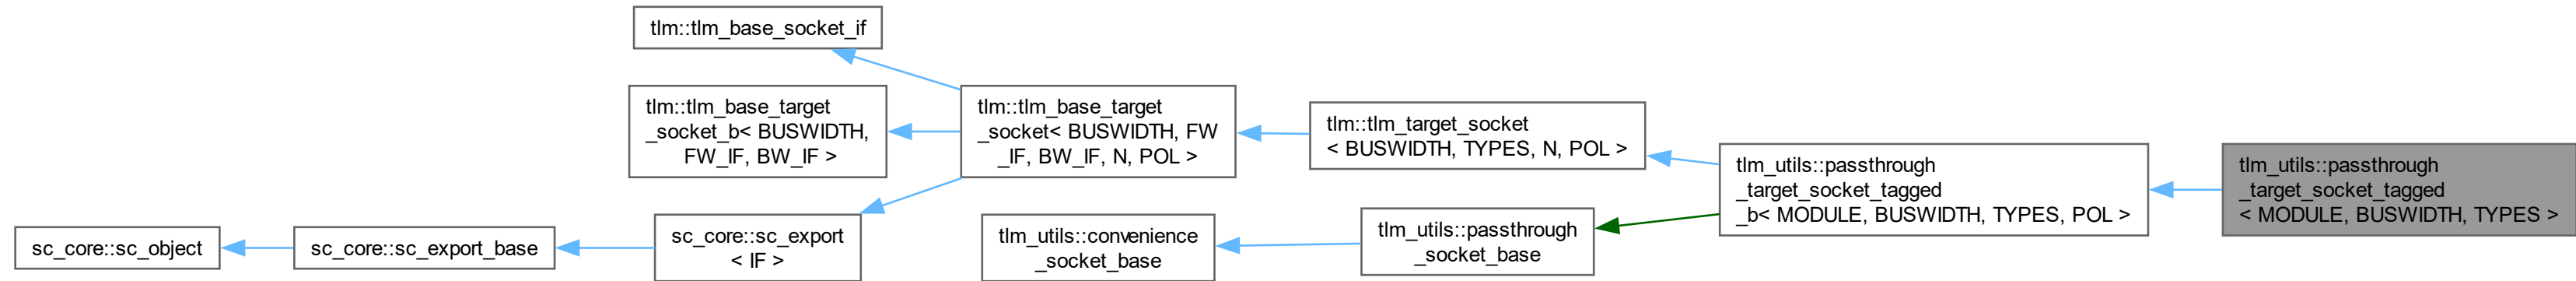 tlm::tlm_base_socket_if
tlm::tlm_base_target
_socket_b< BUSWIDTH,
FW_IF, BW_IF >
sc_core::sc_object
sc_core::sc_export_base
sc_core::sc_export
< IF >
tlm::tlm_base_target
_socket< BUSWIDTH, FW
_IF, BW_IF, N, POL >
tlm_utils::convenience
_socket_base
tlm::tlm_target_socket
< BUSWIDTH, TYPES, N, POL >
tlm_utils::passthrough
_socket_base
tlm_utils::passthrough
_target_socket_tagged
_b< MODULE, BUSWIDTH, TYPES, POL >
tlm_utils::passthrough
_target_socket_tagged
< MODULE, BUSWIDTH, TYPES >